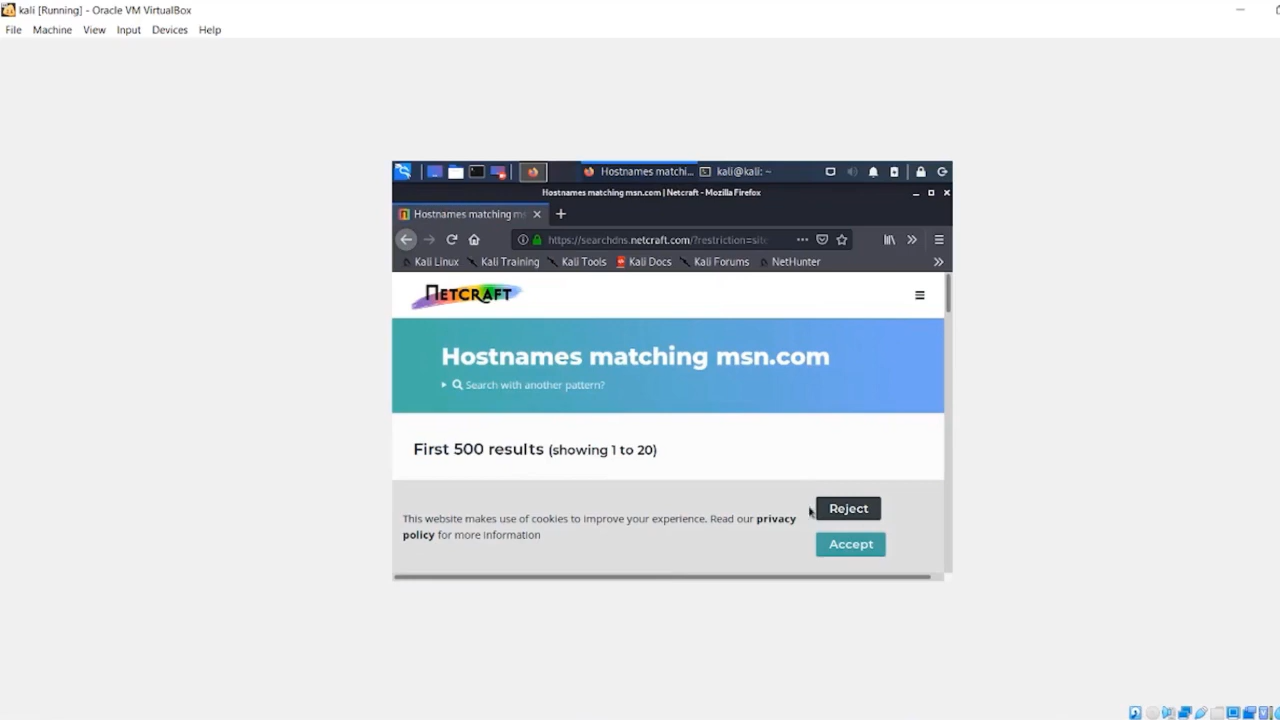 kali [Running] - Oracle VM VirtualBox
File Machine View Input Devices Help
Hostnames matchi... kali@kali: ~
Hostnames matching msn.com | Netcraft - Mozilla Firefox
Hostnames matching ms
https://searchdns.netcraft.com/?restriction=site
Kali Linux Kali Training Kali Tools Kali Docs Kali Forums NetHunter
NETCRAFT
Hostnames matching msn.com
Search with another pattern?
First 500 results (showing 1 to 20)
This website makes use of cookies to improve your experience. Read our privacy
policy for more information
Reject
Accept